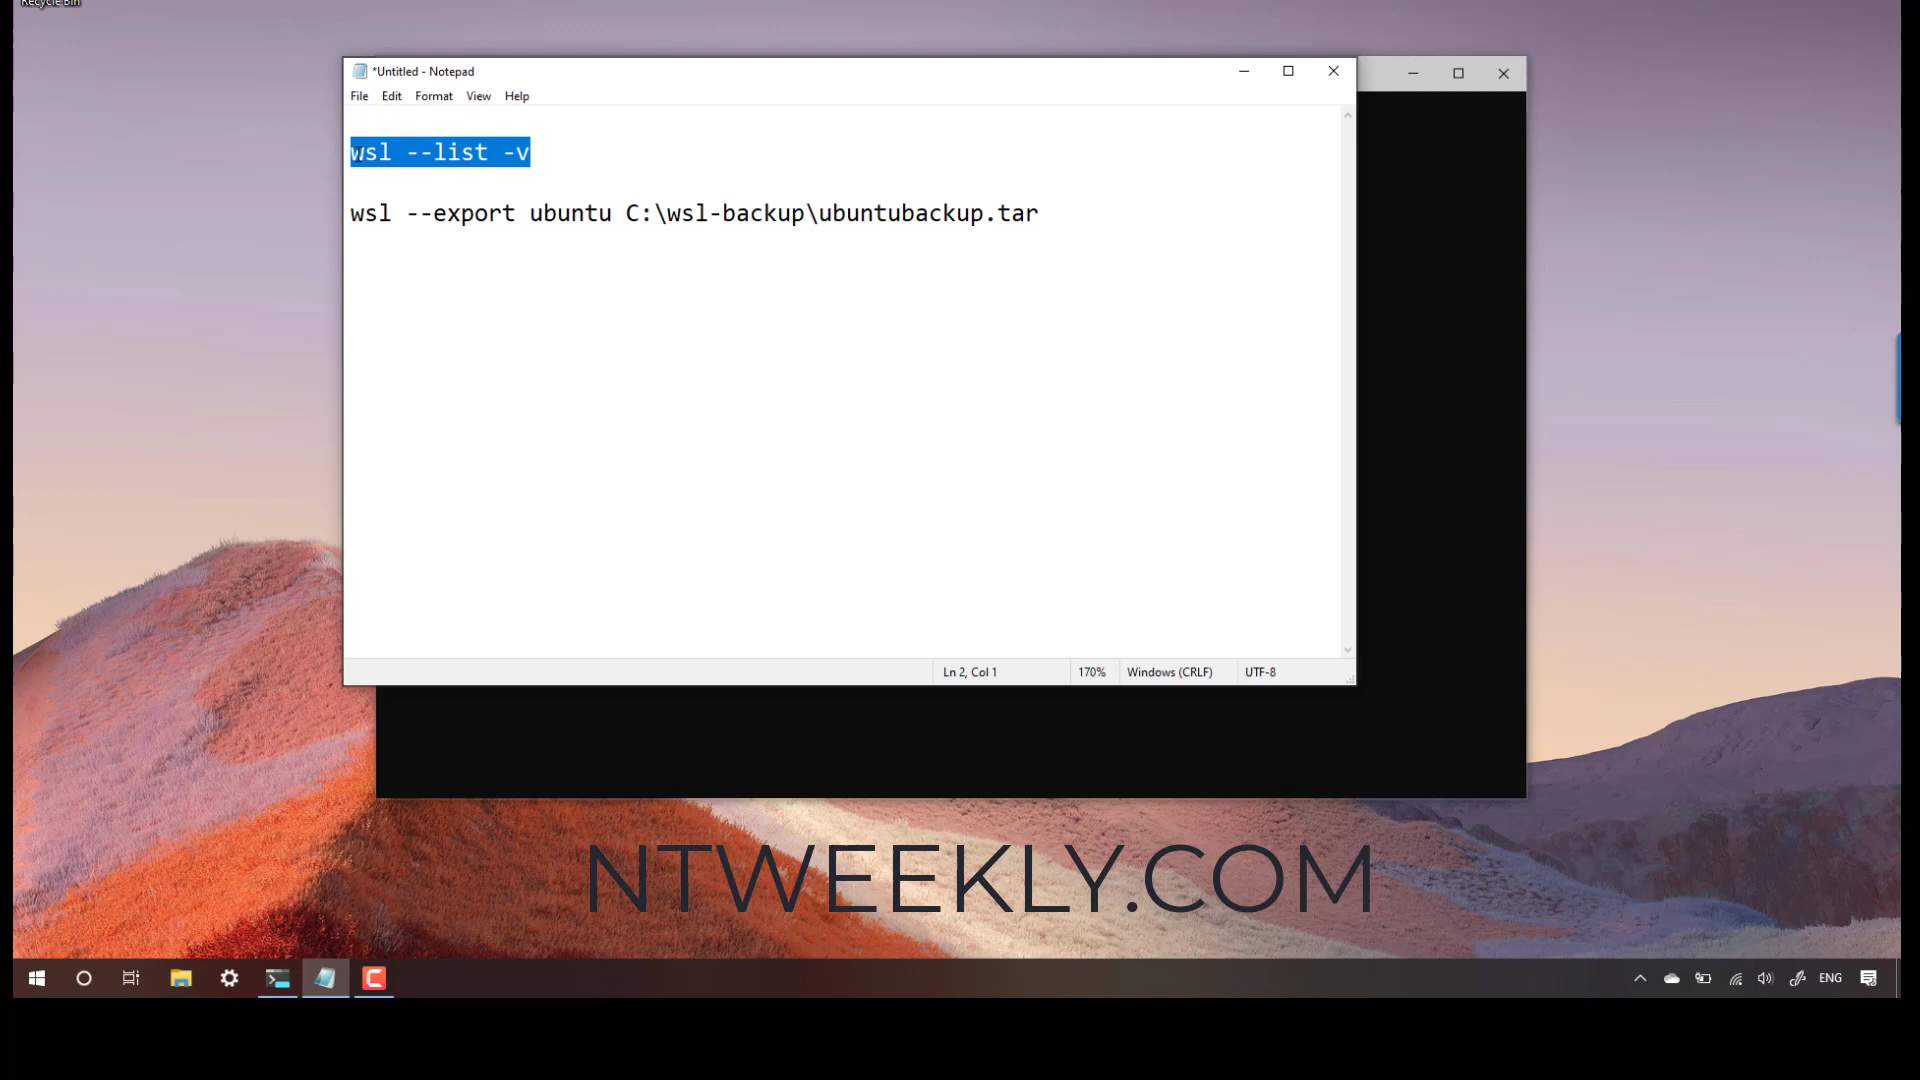 Recycle Bin
*Untitled - Notepad
File Edit Format View Help
wsl --list -v
wsl --export ubuntu C:\wsl-backup\ubuntubackup.tar
Ln 2, Col 1 170% Windows (CRLF) UTF-8
NTWEEKLY.COM
ENG